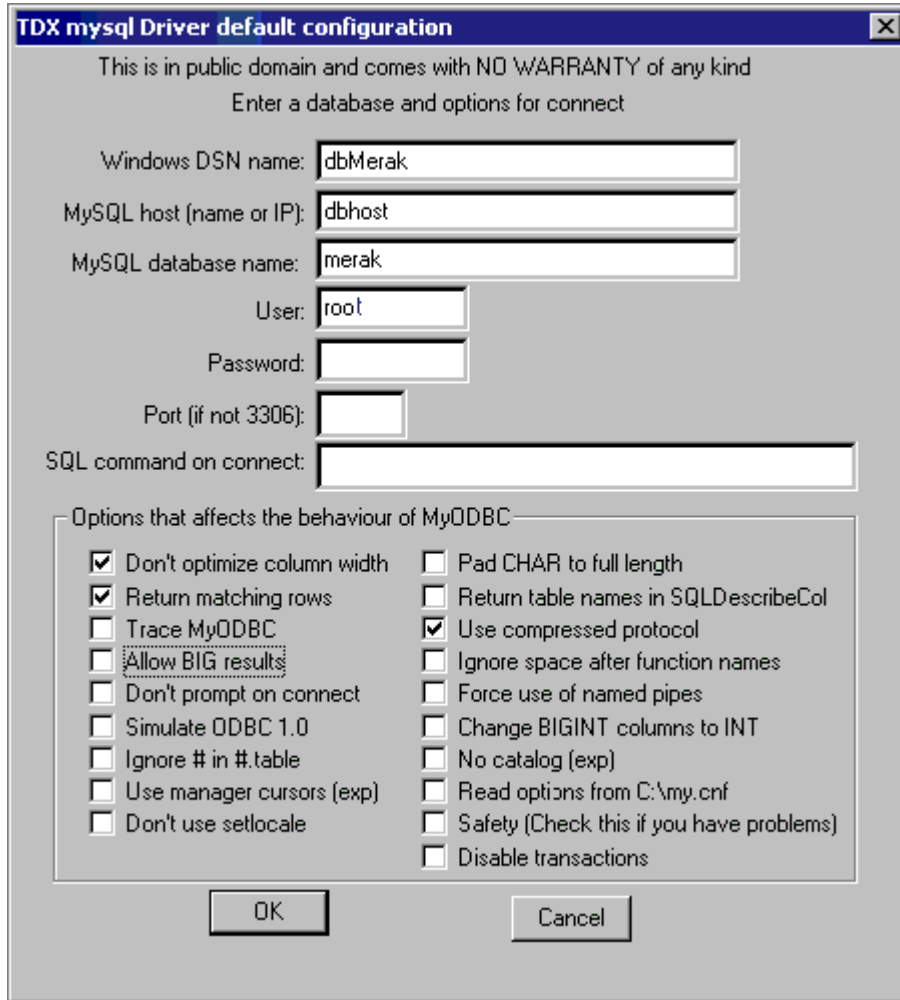 TDX mysql Driver default configuration
This is in public domain and comes with NO WARRANTY of any kind
Enter a database and options for connect
Windows DSN name: dbMerak
MySQL host (name or IP): dbhost
MySQL database name: merak
User: root
Password:
Port (if not 3306):
SQL command on connect:
Options that affects the behaviour of MyODBC
Don't optimize column width Pad CHAR to full length
Return matching rows Return table names in SQLDescribeCol
Trace MyODBC Use compressed protocol
Allow BIG results Ignore space after function names
Don't prompt on connect Force use of named pipes
Simulate ODBC 1.0 Change BIGINT columns to INT
Ignore # in #.table No catalog (exp)
Use manager cursors (exp) Read options from C:\my.cnf
Don't use setlocale Safety (Check this if you have problems)
Disable transactions
OK Cancel